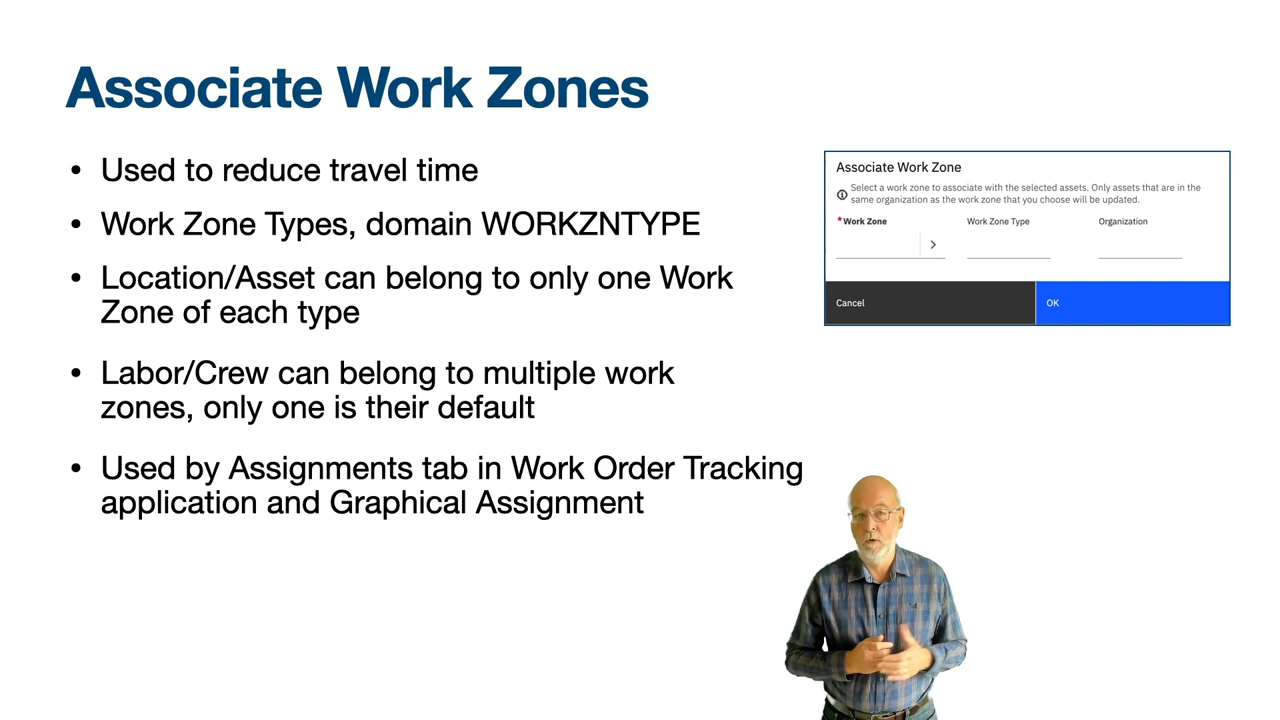 Associate Work Zones
• Used to reduce travel time
• Work Zone Types, domain WORKZNTYPE
• Location/Asset can belong to only one Work
Zone of each type
• Labor/Crew can belong to multiple work
zones, only one is their default
• Used by Assignments tab in Work Order Tracking
application and Graphical Assignment
Associate Work Zone
Select a work zone to associate with the selected assets. Only assets that are in the
same organization as the work zone that you choose will be updated.
*Work Zone Work Zone Type Organization
Cancel OK